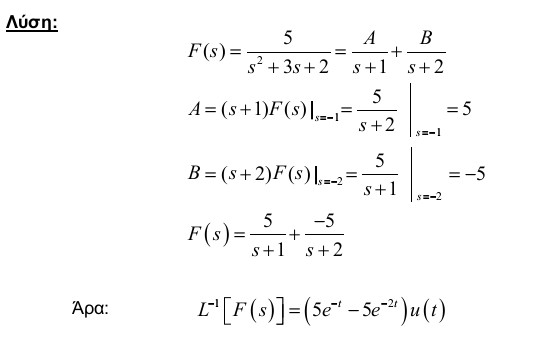 Λύση:
F(s) = 5 / (s² + 3s + 2) = A / (s+1) + B / (s+2)
A = (s+1)F(s)|ₛ₌₋₁ = 5 / (s+2) |ₛ₌₋₁ = 5
B = (s+2)F(s)|ₛ₌₋₂ = 5 / (s+1) |ₛ₌₋₂ = −5
F(s) = 5 / (s+1) + −5 / (s+2)
Άρα: L⁻¹[F(s)] = (5e⁻ᵗ − 5e⁻²ᵗ)u(t)